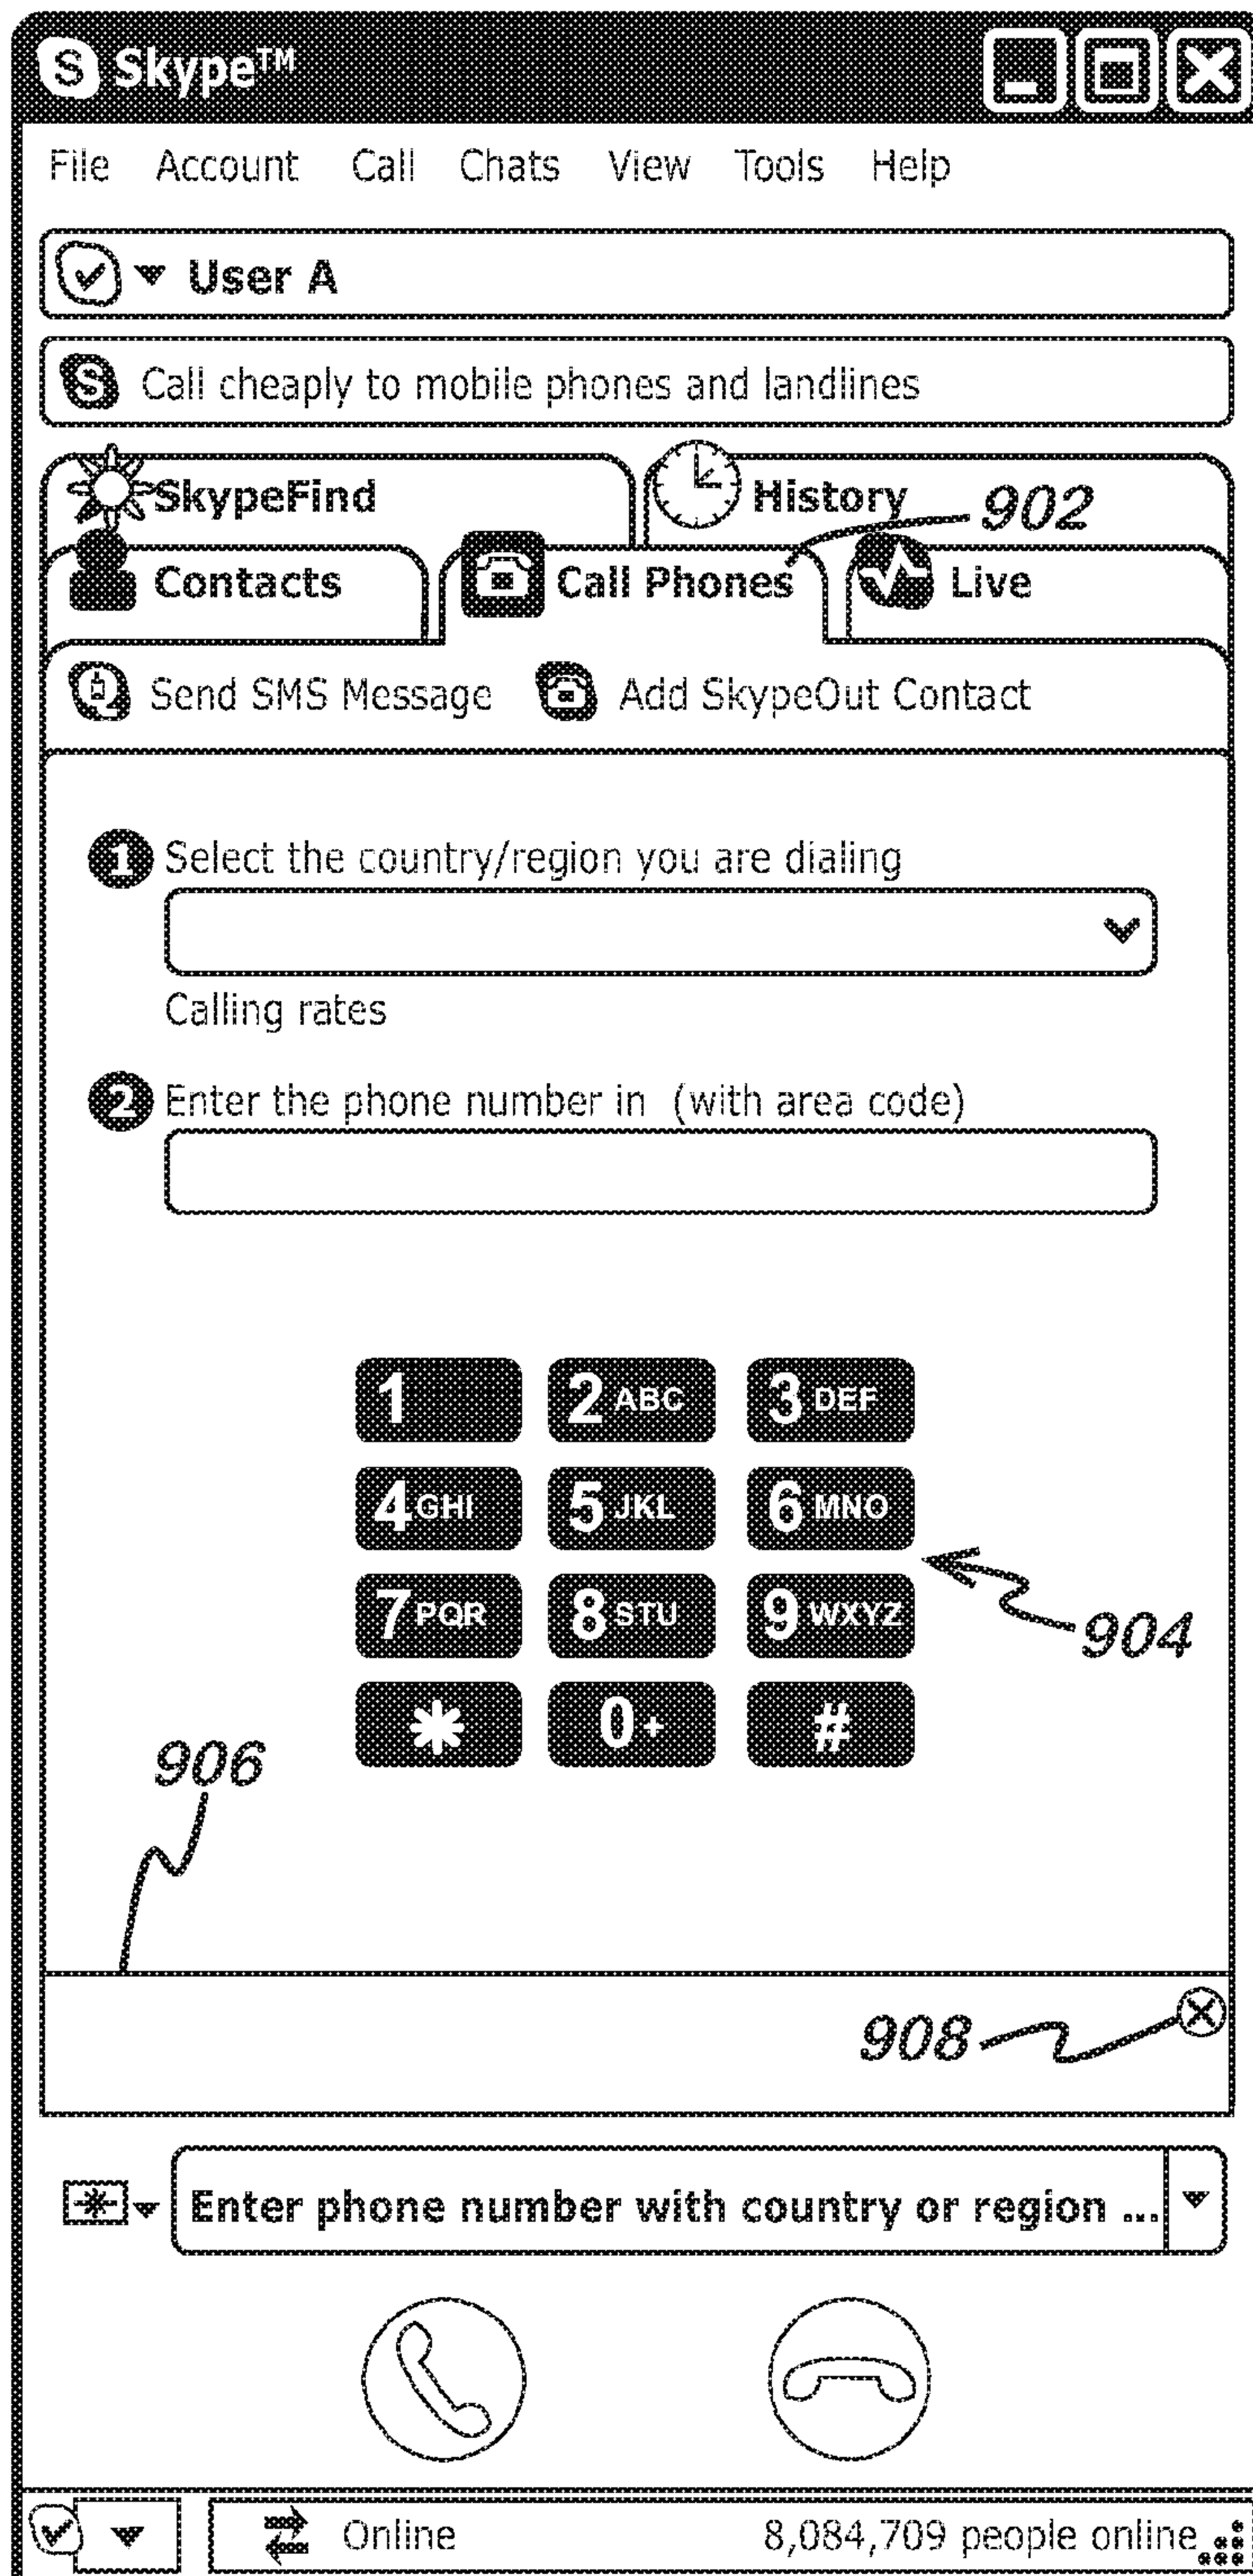 S Skype™
File Account Call Chats View Tools Help
User A
S Call cheaply to mobile phones and landlines
SkypeFind History 902
Contacts Call Phones Live
Send SMS Message Add SkypeOut Contact
1 Select the country/region you are dialing
Calling rates
2 Enter the phone number in (with area code)
1 2 ABC 3 DEF
4 GHI 5 JKL 6 MNO
7 PQR 8 STU 9 WXYZ
904
* 0+ #
906
908
Enter phone number with country or region ...
Online 8,084,709 people online